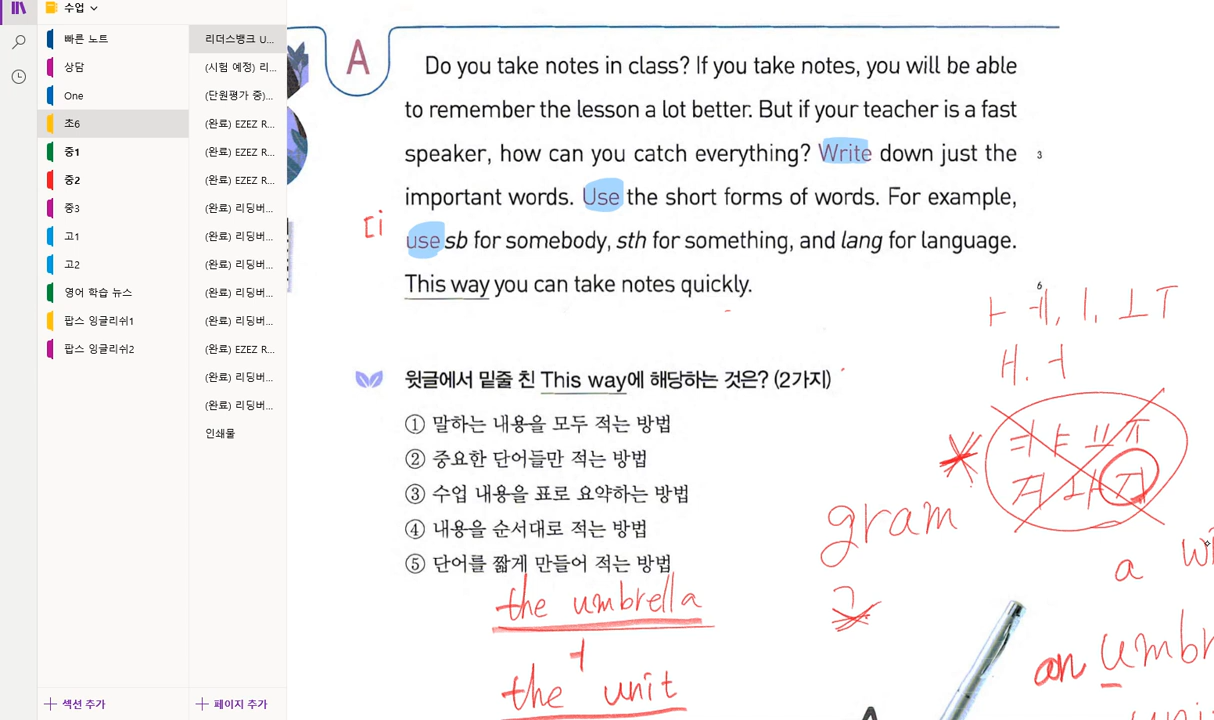 수업
빠른 노트
상담
One
초6
중1
중2
중3
고1
고2
영어 학습 뉴스
팝스 잉글리쉬1
팝스 잉글리쉬2
섹션 추가
리더스뱅크 U...
(시험 예정) 리...
(단원평가 중)...
(완료) EZEZ R...
(완료) EZEZ R...
(완료) EZEZ R...
(완료) 리딩버...
(완료) 리딩버...
(완료) 리딩버...
(완료) 리딩버...
(완료) 리딩버...
(완료) EZEZ R...
(완료) 리딩버...
(완료) 리딩버...
인쇄물
페이지 추가
A
Do you take notes in class? If you take notes, you will be able
to remember the lesson a lot better. But if your teacher is a fast
speaker, how can you catch everything? Write down just the
3
important words. Use the short forms of words. For example,
use sb for somebody, sth for something, and lang for language.
This way you can take notes quickly.
6
[i
ㅏ ㅔ, ㅣ, ㅗ ㅜ
ㅐ. ㅓ
윗글에서 밑줄 친 This way에 해당하는 것은? (2가지)
① 말하는 내용을 모두 적는 방법
② 중요한 단어들만 적는 방법
③ 수업 내용을 표로 요약하는 방법
④ 내용을 순서대로 적는 방법
⑤ 단어를 짧게 만들어 적는 방법
gram
a wi
the umbrella
an umbr
the unit
A